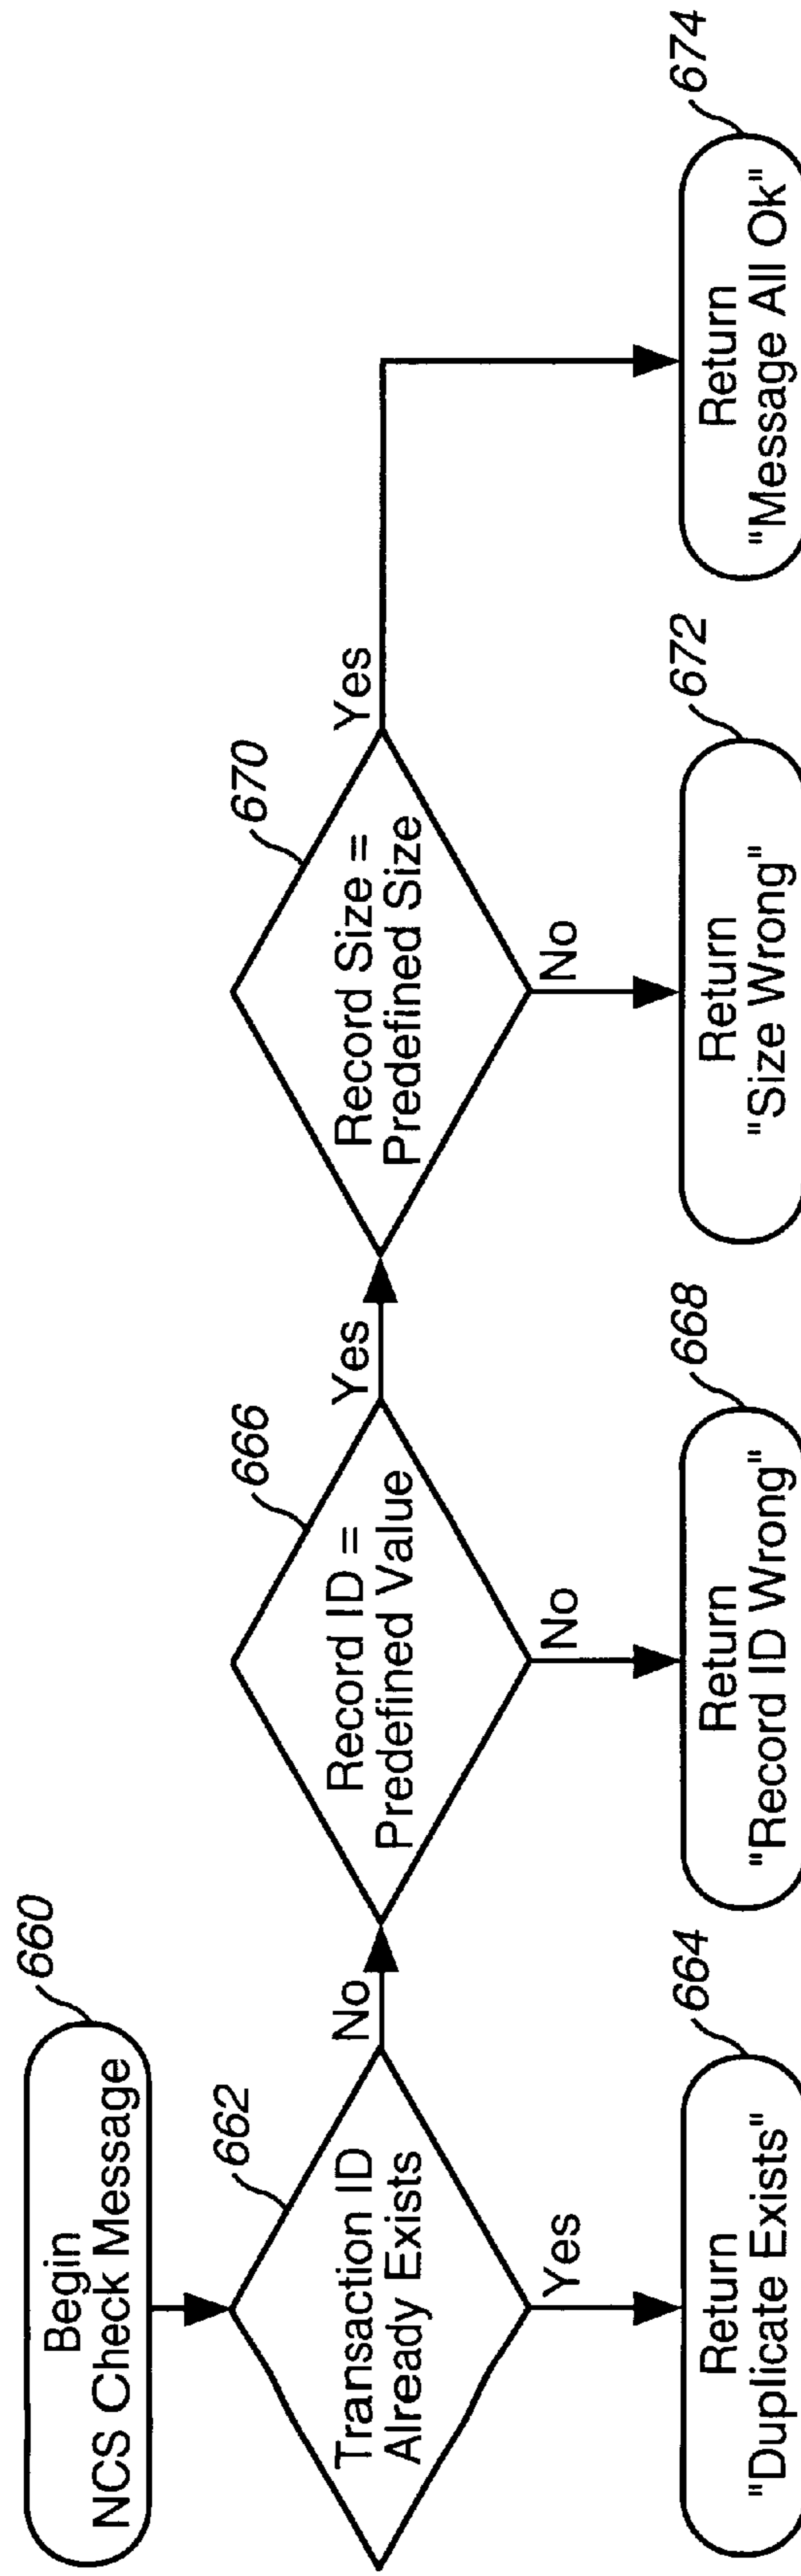 Begin
NCS Check Message
660
Transaction ID
Already Exists
662
No
Yes
Return
"Duplicate Exists"
664
Record ID =
Predefined Value
666
Yes
No
Return
"Record ID Wrong"
668
Record Size =
Predefined Size
670
Yes
No
Return
"Size Wrong"
672
Return
"Message All Ok"
674